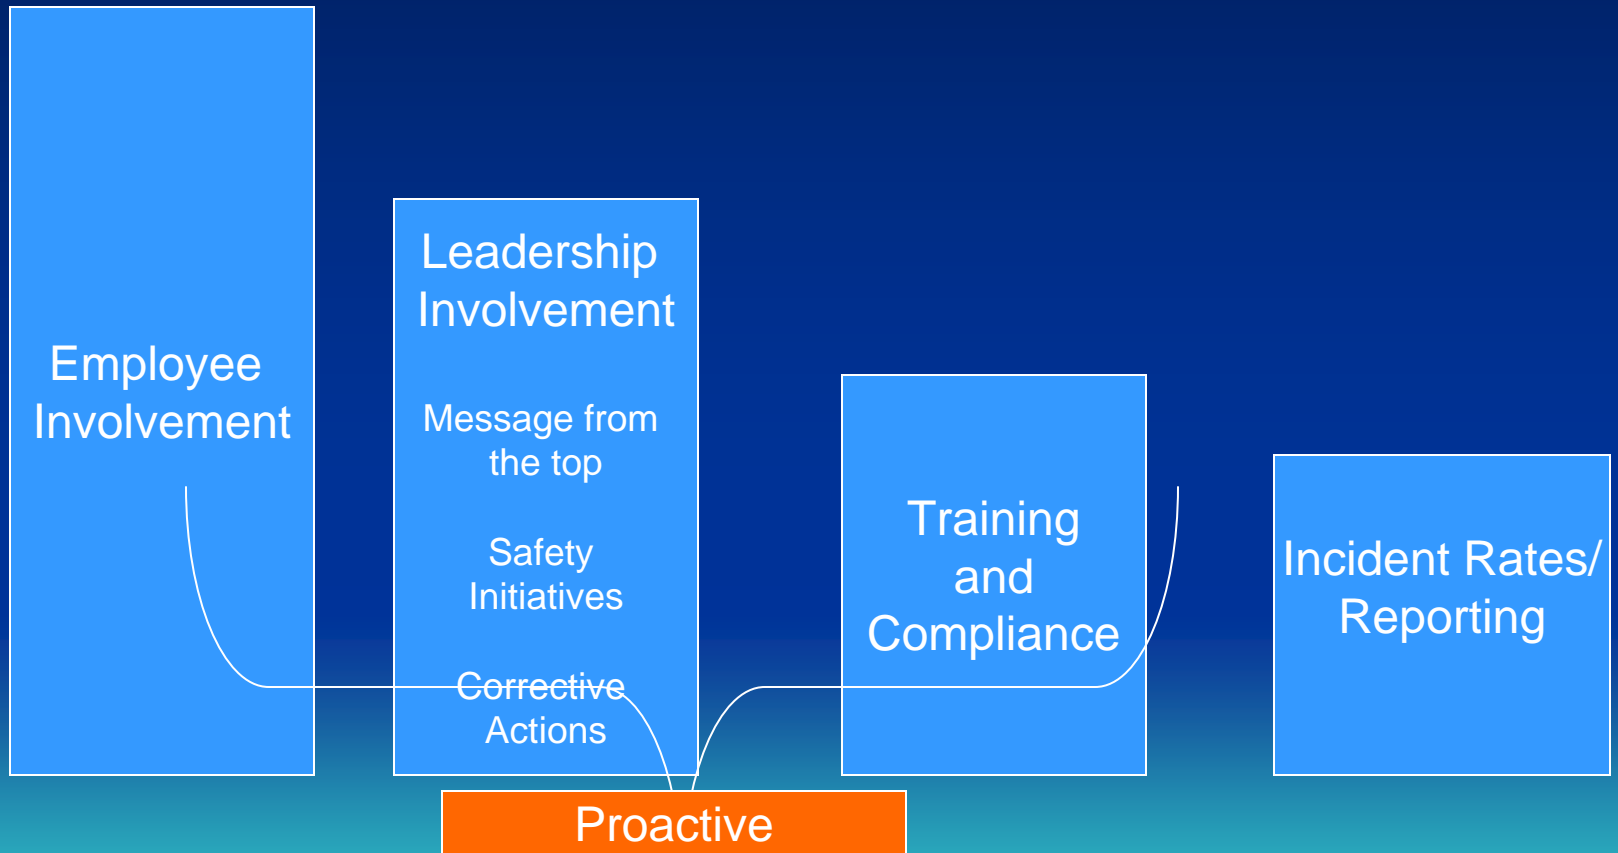 Employee
Involvement
Leadership
Involvement
Message from
the top
Safety
Initiatives
Corrective
Actions
Training
and
Compliance
Incident Rates/
Reporting
Proactive